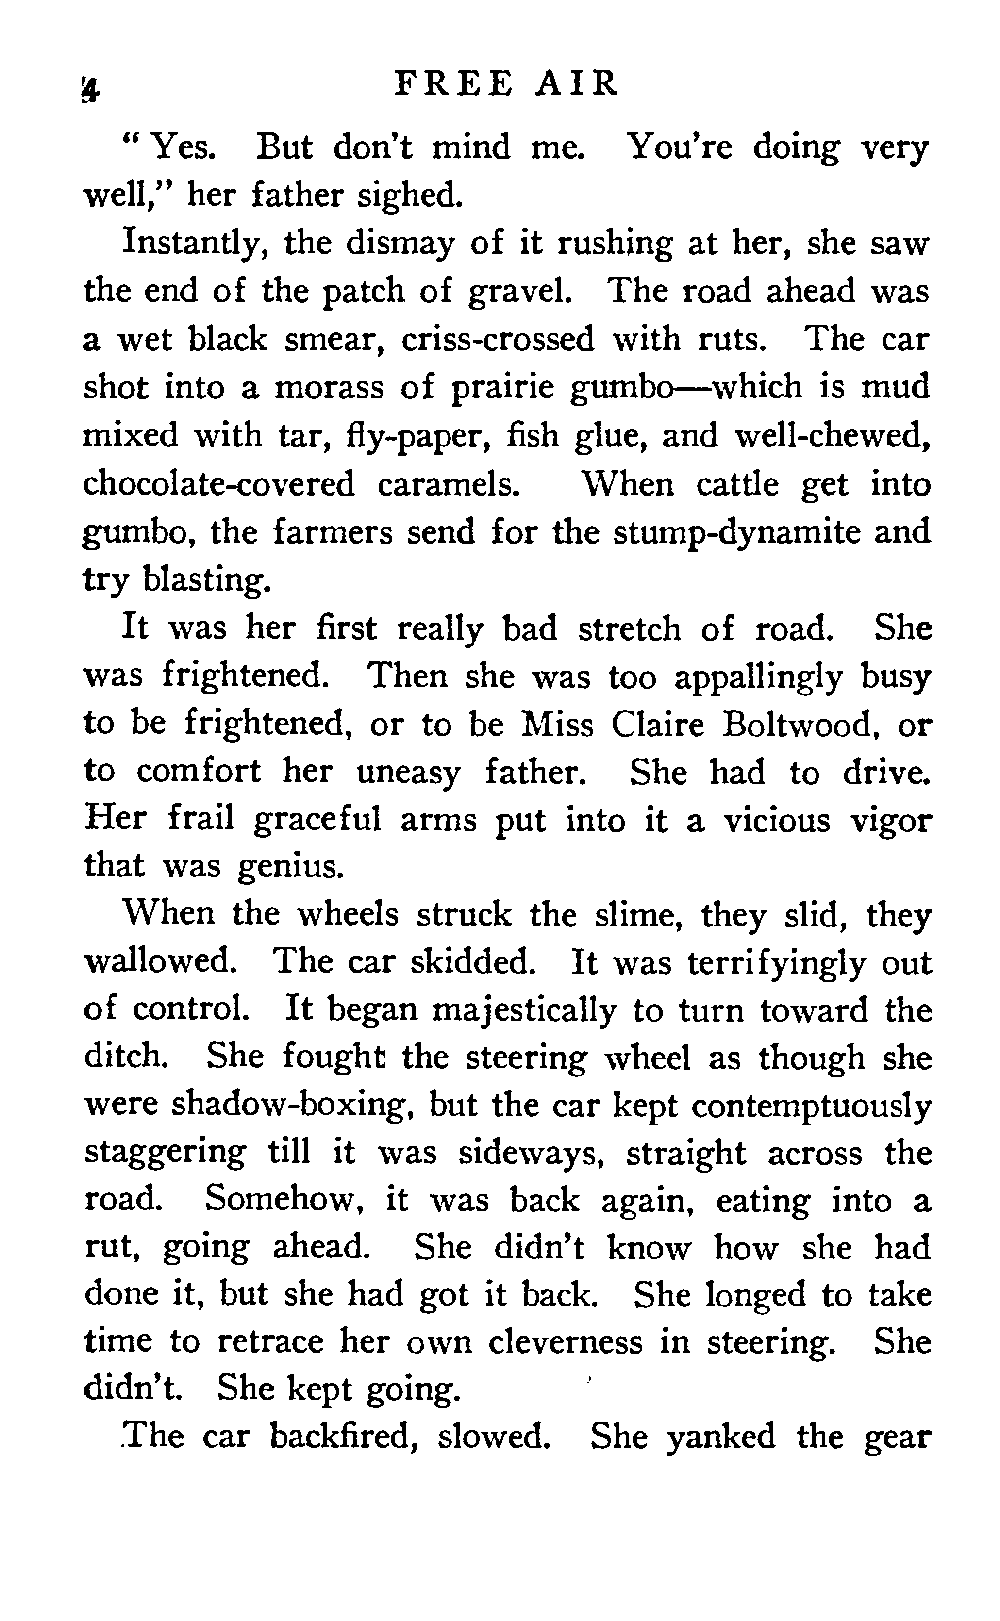 4 FREE AIR
“Yes. But don't mind me. You're doing very
well,” her father sighed.
Instantly, the dismay of it rushing at her, she saw
the end of the patch of gravel. The road ahead was
a wet black smear, criss-crossed with ruts. The car
shot into a morass of prairie gumbo—which is mud
mixed with tar, fly-paper, fish glue, and well-chewed,
chocolate-covered caramels. When cattle get into
gumbo, the farmers send for the stump-dynamite and
try blasting.
It was her first really bad stretch of road. She
was frightened. Then she was too appallingly busy
to be frightened, or to be Miss Claire Boltwood, or
to comfort her uneasy father. She had to drive.
Her frail graceful arms put into it a vicious vigor
that was genius.
When the wheels struck the slime, they slid, they
wallowed. The car skidded. It was terrifyingly out
of control. It began majestically to turn toward the
ditch. She fought the steering wheel as though she
were shadow-boxing, but the car kept contemptuously
staggering till it was sideways, straight across the
road. Somehow, it was back again, eating into a
rut, going ahead. She didn't know how she had
done it, but she had got it back. She longed to take
time to retrace her own cleverness in steering. She
didn't. She kept going.
The car backfired, slowed. She yanked the gear